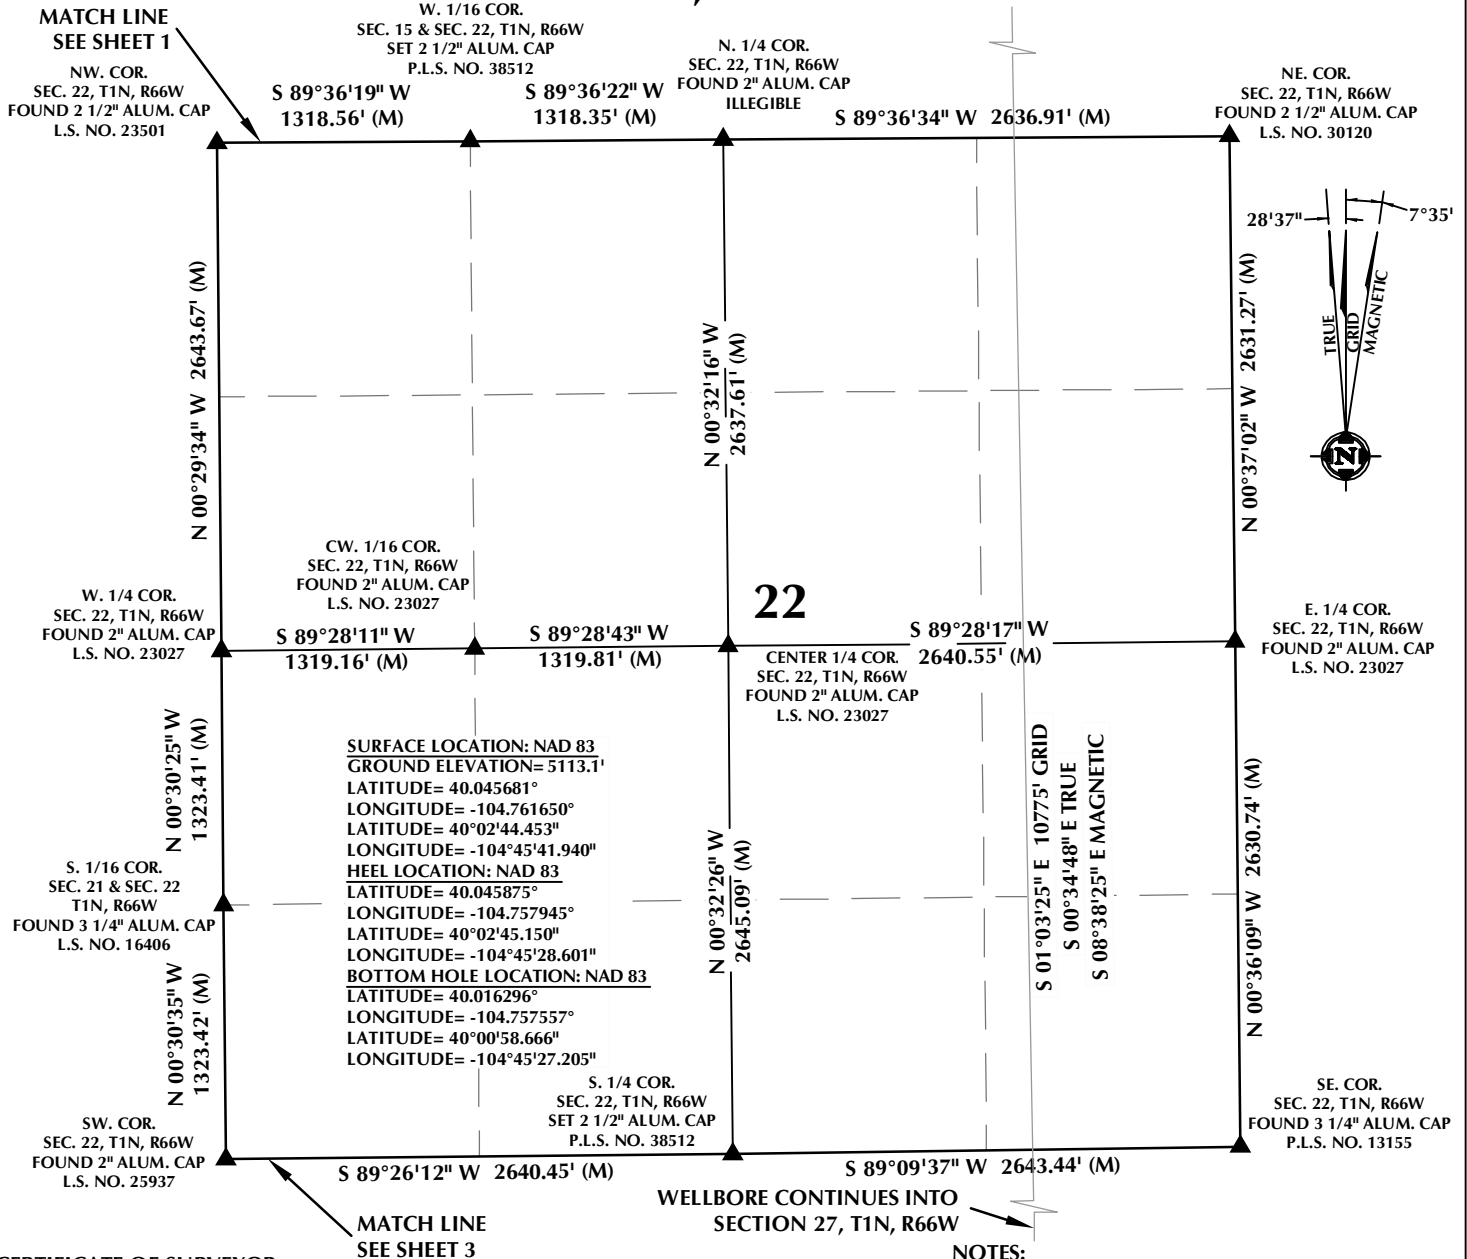 MATCH LINE
SEE SHEET 1
W. 1/16 COR.
SEC. 15 & SEC. 22, T1N, R66W
SET 2 1/2" ALUM. CAP
P.L.S. NO. 38512
N. 1/4 COR.
SEC. 22, T1N, R66W
FOUND 2" ALUM. CAP
ILLEGIBLE
NW. COR.
SEC. 22, T1N, R66W
FOUND 2 1/2" ALUM. CAP
L.S. NO. 23501
NE. COR.
SEC. 22, T1N, R66W
FOUND 2 1/2" ALUM. CAP
L.S. NO. 30120
S 89°36'19" W
1318.56' (M)
S 89°36'22" W
1318.35' (M)
S 89°36'34" W 2636.91' (M)
28'37"
7°35'
TRUE
GRID
MAGNETIC
N
N 00°29'34" W 2643.67' (M)
N 00°32'16" W
2637.61' (M)
N 00°37'02" W 2631.27' (M)
CW. 1/16 COR.
SEC. 22, T1N, R66W
FOUND 2" ALUM. CAP
L.S. NO. 23027
22
W. 1/4 COR.
SEC. 22, T1N, R66W
FOUND 2" ALUM. CAP
L.S. NO. 23027
E. 1/4 COR.
SEC. 22, T1N, R66W
FOUND 2" ALUM. CAP
L.S. NO. 23027
S 89°28'11" W
1319.16' (M)
S 89°28'43" W
1319.81' (M)
S 89°28'17" W
2640.55' (M)
CENTER 1/4 COR.
SEC. 22, T1N, R66W
FOUND 2" ALUM. CAP
L.S. NO. 23027
N 00°30'25" W
1323.41' (M)
SURFACE LOCATION: NAD 83
GROUND ELEVATION= 5113.1'
LATITUDE= 40.045681°
LONGITUDE= -104.761650°
LATITUDE= 40°02'44.453"
LONGITUDE= -104°45'41.940"
HEEL LOCATION: NAD 83
LATITUDE= 40.045875°
LONGITUDE= -104.757945°
LATITUDE= 40°02'45.150"
LONGITUDE= -104°45'28.601"
BOTTOM HOLE LOCATION: NAD 83
LATITUDE= 40.016296°
LONGITUDE= -104.757557°
LATITUDE= 40°00'58.666"
LONGITUDE= -104°45'27.205"
N 00°32'26" W
2645.09' (M)
S 01°03'25" E 10775' GRID
S 00°34'48" E TRUE
S 08°38'25" E MAGNETIC
N 00°36'09" W 2630.74' (M)
S. 1/16 COR.
SEC. 21 & SEC. 22
T1N, R66W
FOUND 3 1/4" ALUM. CAP
L.S. NO. 16406
N 00°30'35" W
1323.42' (M)
S. 1/4 COR.
SEC. 22, T1N, R66W
SET 2 1/2" ALUM. CAP
P.L.S. NO. 38512
SE. COR.
SEC. 22, T1N, R66W
FOUND 3 1/4" ALUM. CAP
P.L.S. NO. 13155
SW. COR.
SEC. 22, T1N, R66W
FOUND 2" ALUM. CAP
L.S. NO. 25937
S 89°26'12" W 2640.45' (M)
S 89°09'37" W 2643.44' (M)
WELLBORE CONTINUES INTO
SECTION 27, T1N, R66W
MATCH LINE
SEE SHEET 3
CERTIFICATE OF SURVEYOR
NOTES: